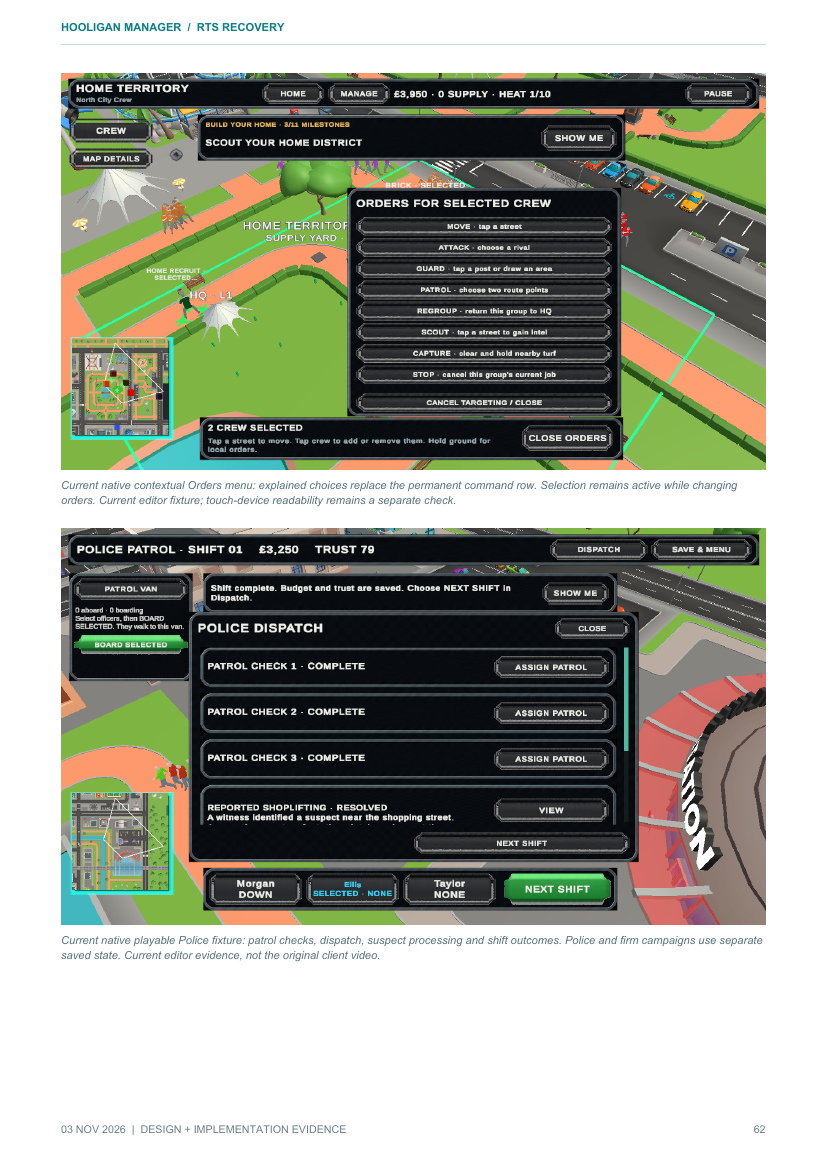 HOOLIGAN MANAGER / RTS RECOVERY
HOME TERRITORY
North City Crew
HOME
MANAGE
£3,950 · 0 SUPPLY · HEAT 1/10
PAUSE
CREW
MAP DETAILS
BUILD YOUR HOME · 3/11 MILESTONES
SCOUT YOUR HOME DISTRICT
SHOW ME
BRICK · SELECTED
ORDERS FOR SELECTED CREW
MOVE · tap a street
ATTACK · choose a rival
GUARD · tap a post or draw an area
PATROL · choose two route points
REGROUP · return this group to HQ
SCOUT · tap a street to gain intel
CAPTURE · clear and hold nearby turf
STOP · cancel this group's current job
CANCEL TARGETING / CLOSE
HOME TERRITOR
SUPPLY YARD ·
HOME RECRUIT
SELECTED
HQ · L1
P
2 CREW SELECTED
Tap a street to move. Tap crew to add or remove them. Hold ground for
local orders.
CLOSE ORDERS
Current native contextual Orders menu: explained choices replace the permanent command row. Selection remains active while changing
orders. Current editor fixture; touch-device readability remains a separate check.
POLICE PATROL · SHIFT 01 £3,250 TRUST 79
DISPATCH
SAVE & MENU
PATROL VAN
0 aboard · 0 boarding
Select officers, then BOARD
SELECTED. They walk to this van.
BOARD SELECTED
Shift complete. Budget and trust are saved. Choose NEXT SHIFT in
Dispatch.
SHOW ME
POLICE DISPATCH
CLOSE
PATROL CHECK 1 · COMPLETE
ASSIGN PATROL
PATROL CHECK 2 · COMPLETE
ASSIGN PATROL
PATROL CHECK 3 · COMPLETE
ASSIGN PATROL
REPORTED SHOPLIFTING · RESOLVED
A witness identified a suspect near the shopping street.
VIEW
NEXT SHIFT
Morgan
DOWN
Ellis
SELECTED · NONE
Taylor
NONE
NEXT SHIFT
Current native playable Police fixture: patrol checks, dispatch, suspect processing and shift outcomes. Police and firm campaigns use separate
saved state. Current editor evidence, not the original client video.
03 NOV 2026 | DESIGN + IMPLEMENTATION EVIDENCE
62